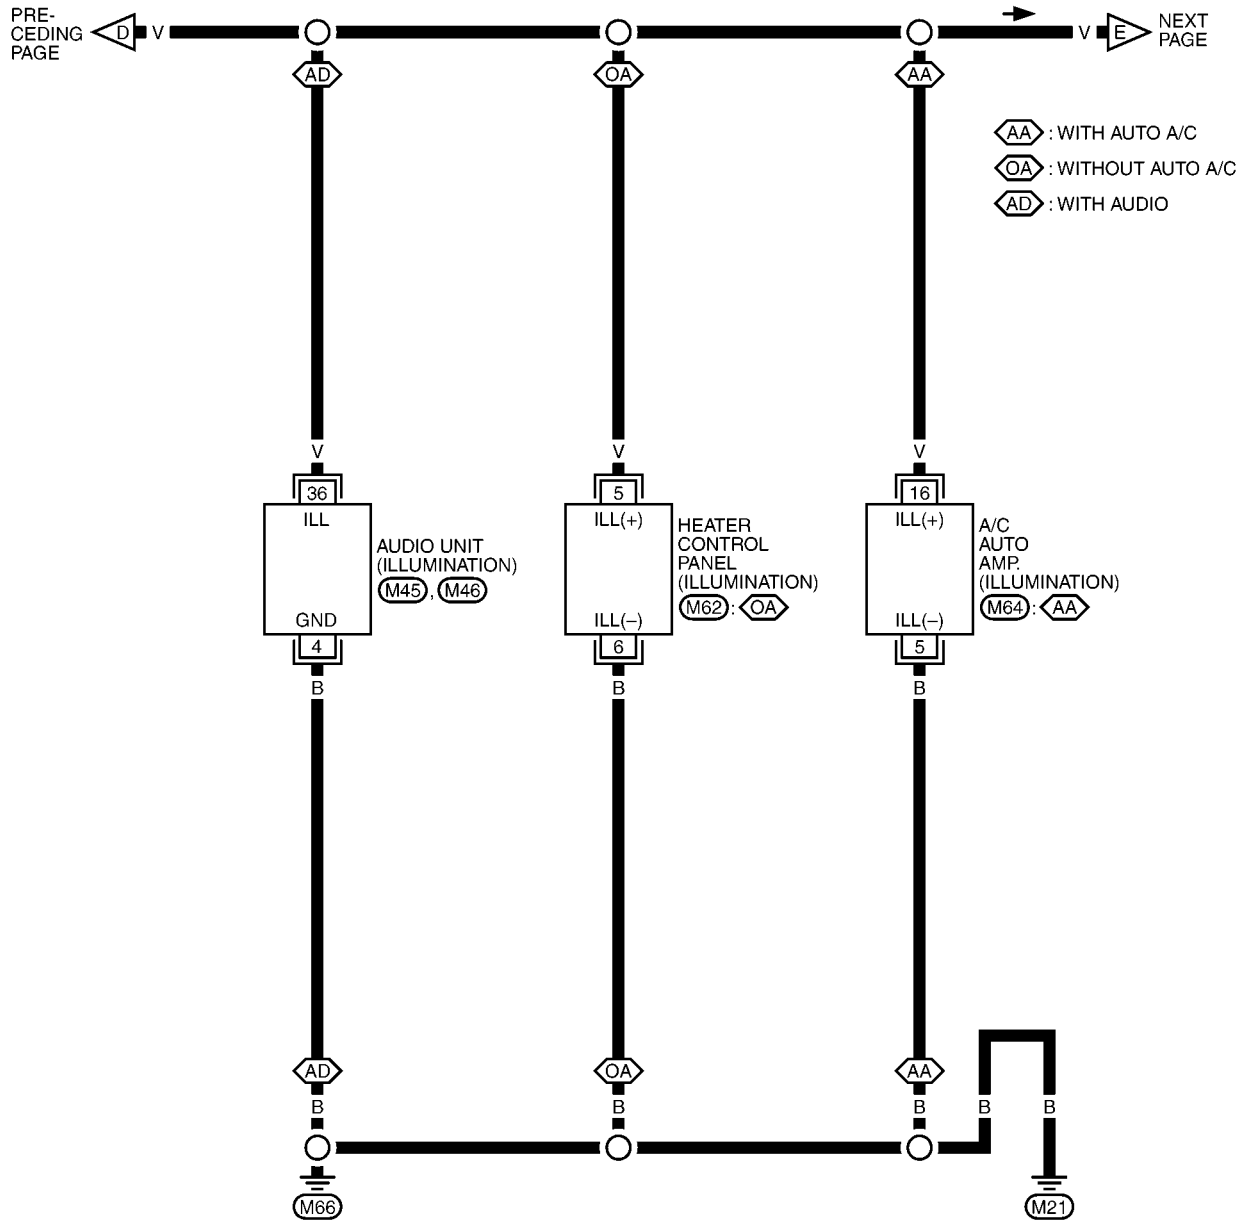 PRE-
CEDING
PAGE
D
V
V
E
NEXT
PAGE
AD
OA
AA
AA : WITH AUTO A/C
OA : WITHOUT AUTO A/C
AD : WITH AUDIO
V
V
V
36
ILL
GND
4
AUDIO UNIT
(ILLUMINATION)
M45, M46
5
ILL(+)
ILL(–)
6
HEATER
CONTROL
PANEL
(ILLUMINATION)
M62: OA
16
ILL(+)
ILL(–)
5
A/C
AUTO
AMP.
(ILLUMINATION)
M64: AA
B
B
B
AD
OA
AA
B
B
B
B
B
M66
M21